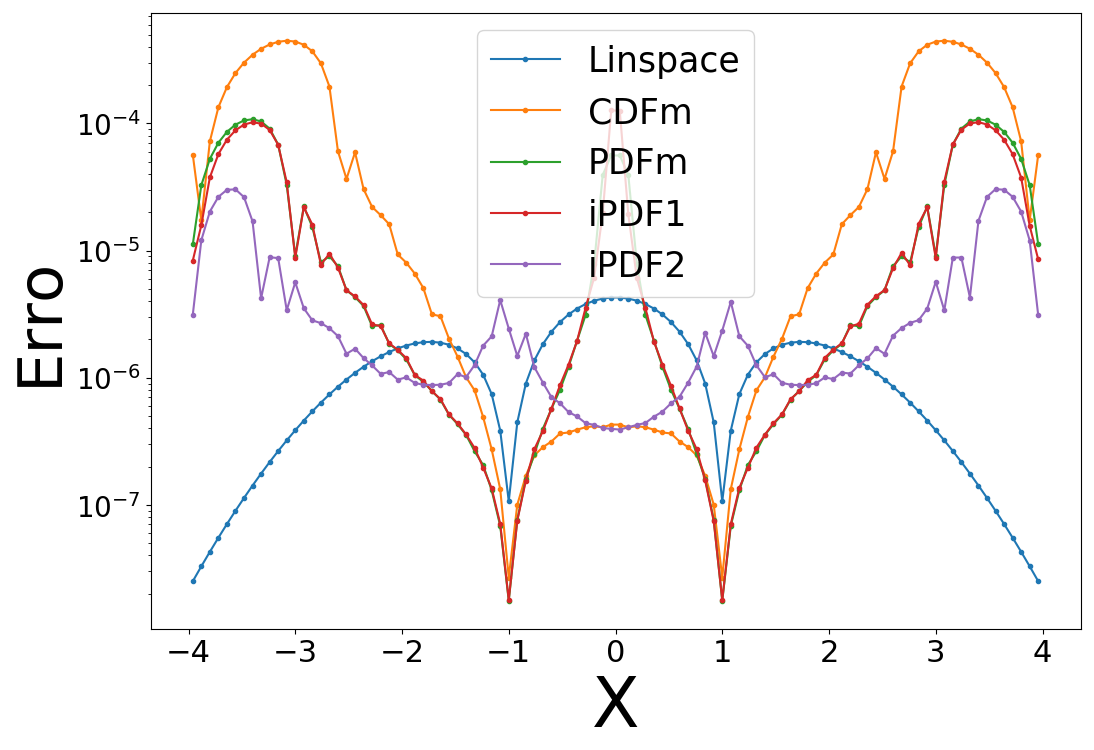 Linspace
CDFm
PDFm
iPDF1
iPDF2
Erro
10⁻⁴
10⁻⁵
10⁻⁶
10⁻⁷
−4 −3 −2 −1 0 1 2 3 4
X